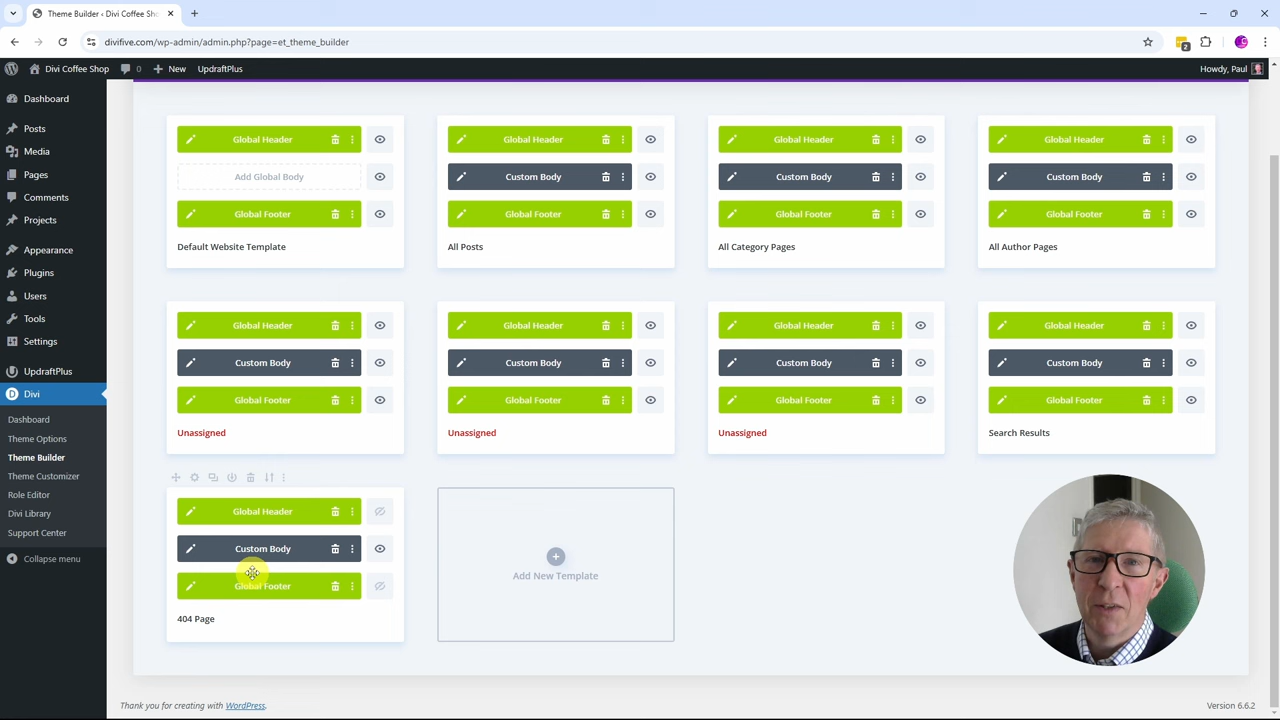 Theme Builder ‹ Divi Coffee Sho
divifive.com/wp-admin/admin.php?page=et_theme_builder
2
Divi Coffee Shop
0
New
UpdraftPlus
Howdy, Paul
Dashboard
Posts
Media
Pages
Comments
Projects
Appearance
Plugins
Users
Tools
Settings
UpdraftPlus
D Divi
Dashboard
Theme Options
Theme Builder
Theme Customizer
Role Editor
Divi Library
Support Center
Collapse menu
Global Header
Add Global Body
Global Footer
Default Website Template
Global Header
Custom Body
Global Footer
All Posts
Global Header
Custom Body
Global Footer
All Category Pages
Global Header
Custom Body
Global Footer
All Author Pages
Global Header
Custom Body
Global Footer
Unassigned
Global Header
Custom Body
Global Footer
Unassigned
Global Header
Custom Body
Global Footer
Unassigned
Global Header
Custom Body
Global Footer
Search Results
Global Header
Custom Body
Global Footer
404 Page
Add New Template
Thank you for creating with WordPress.
Version 6.6.2